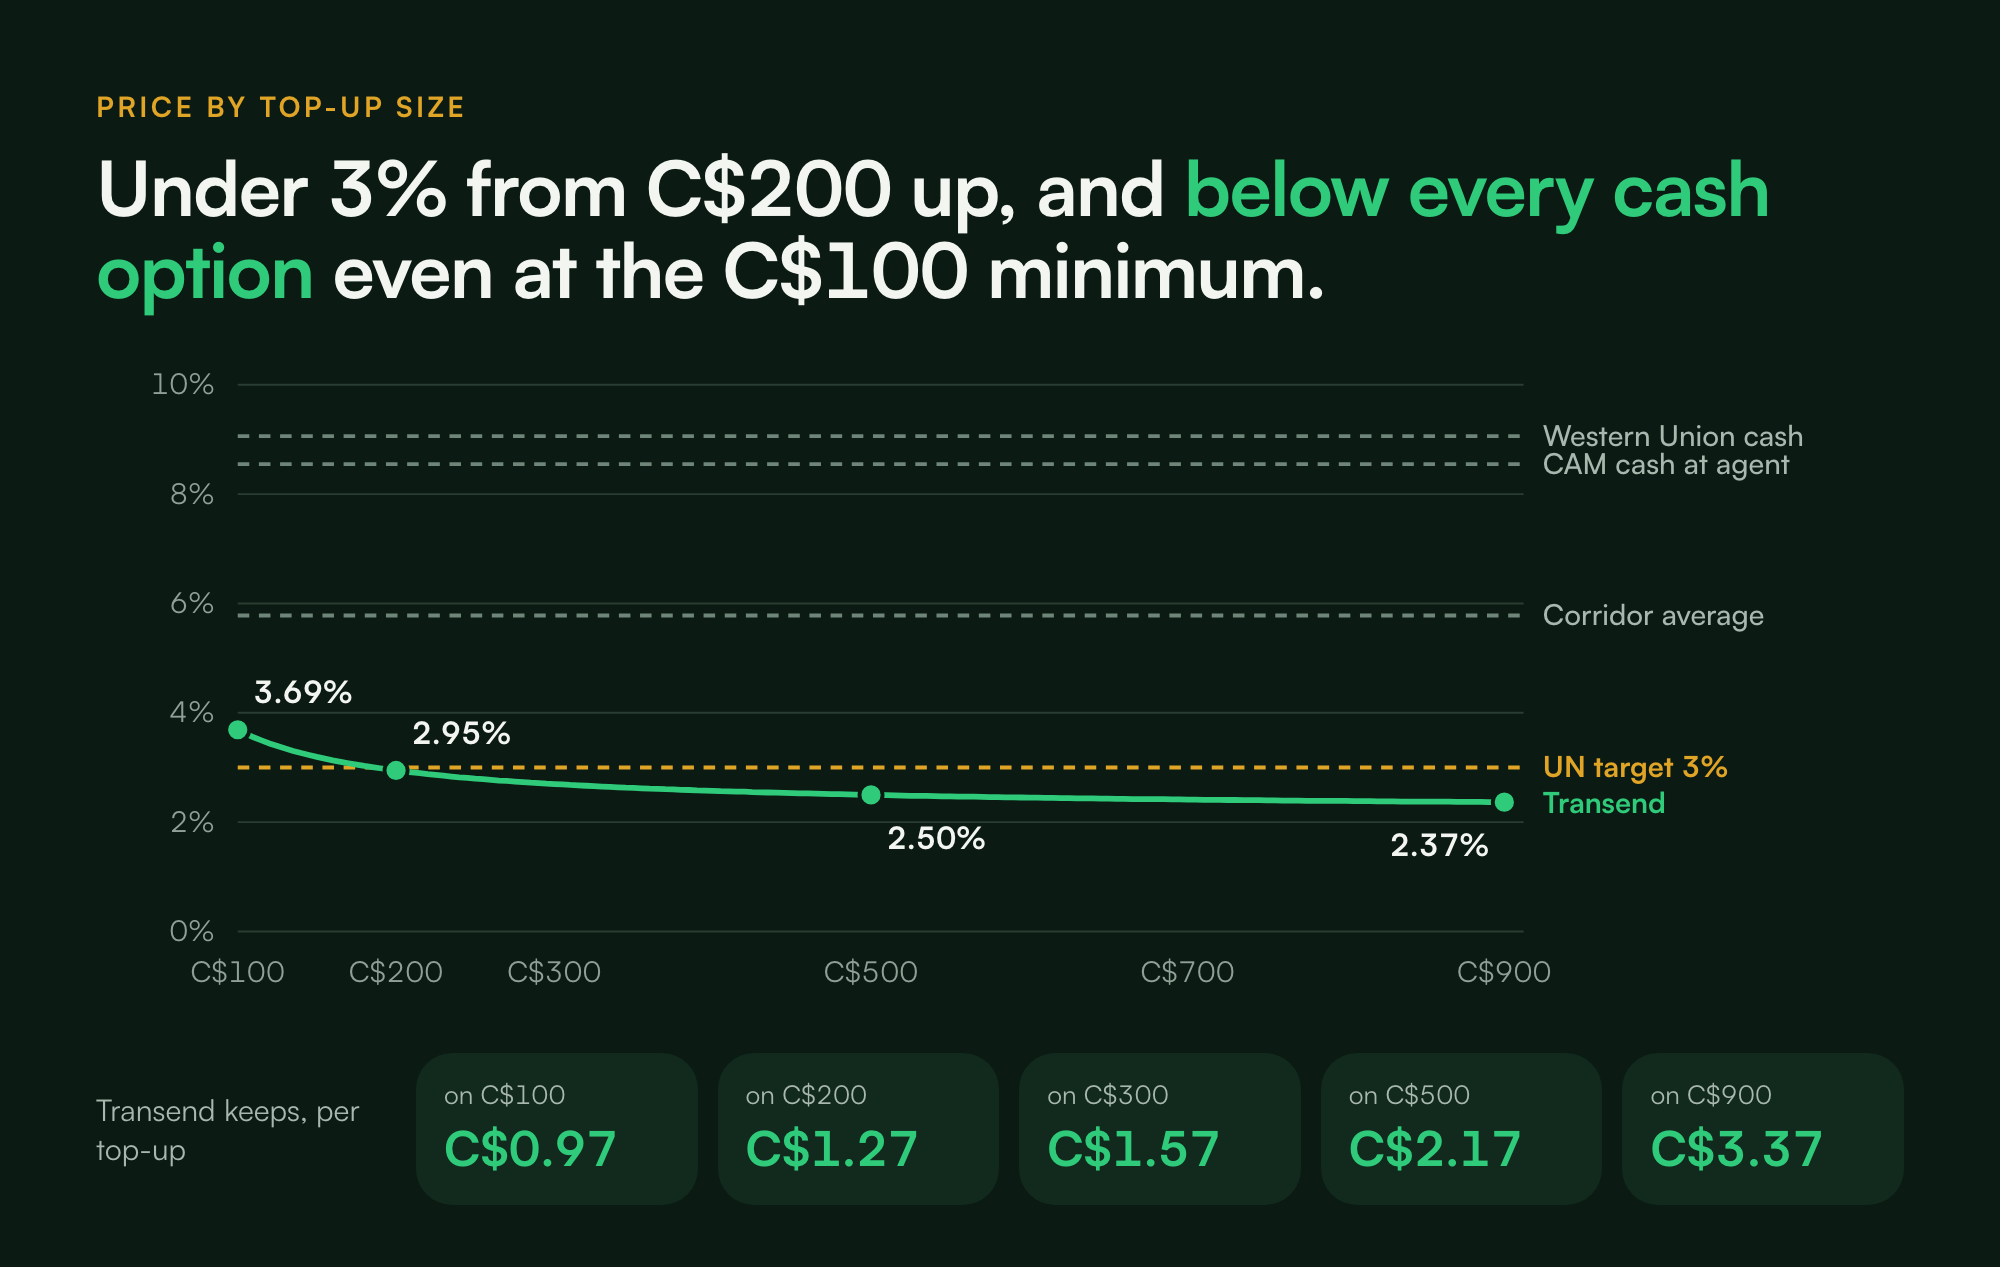 PRICE BY TOP-UP SIZE
Under 3% from C$200 up, and below every cash
option even at the C$100 minimum.
10%
Western Union cash
CAM cash at agent
8%
6%
Corridor average
3.69%
4%
2.95%
UN target 3%
Transend
2%
2.50%
2.37%
0%
C$100 C$200 C$300 C$500 C$700 C$900
Transend keeps, per
top-up
on C$100
C$0.97
on C$200
C$1.27
on C$300
C$1.57
on C$500
C$2.17
on C$900
C$3.37